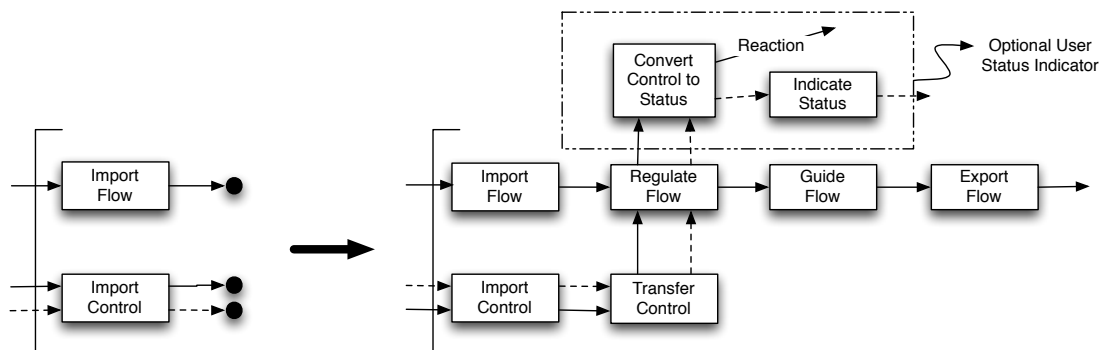 Reaction
Convert
Control to
Status
Indicate
Status
Optional User
Status Indicator
Import
Flow
Import
Control
Import
Flow
Regulate
Flow
Guide
Flow
Export
Flow
Import
Control
Transfer
Control